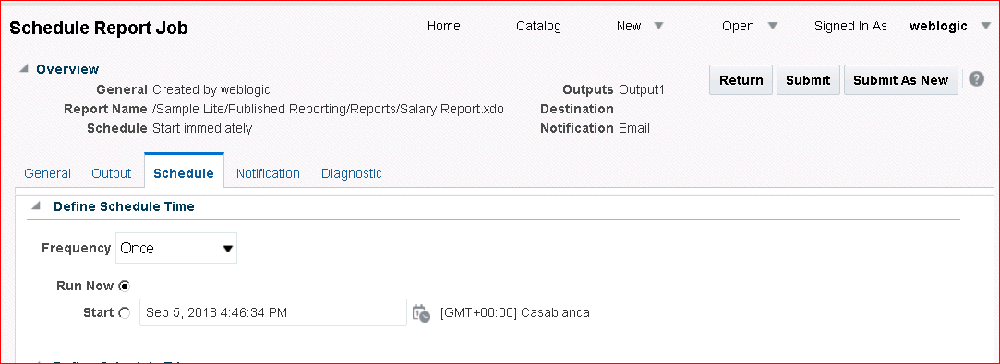 Schedule Report Job Home Catalog New Open Signed In As weblogic
Overview
Return Submit Submit As New ?
General Created by weblogic Outputs Output1
Report Name /Sample Lite/Published Reporting/Reports/Salary Report.xdo Destination
Schedule Start immediately Notification Email
General Output Schedule Notification Diagnostic
Define Schedule Time
Frequency Once
Run Now
Start Sep 5, 2018 4:46:34 PM [GMT+00:00] Casablanca